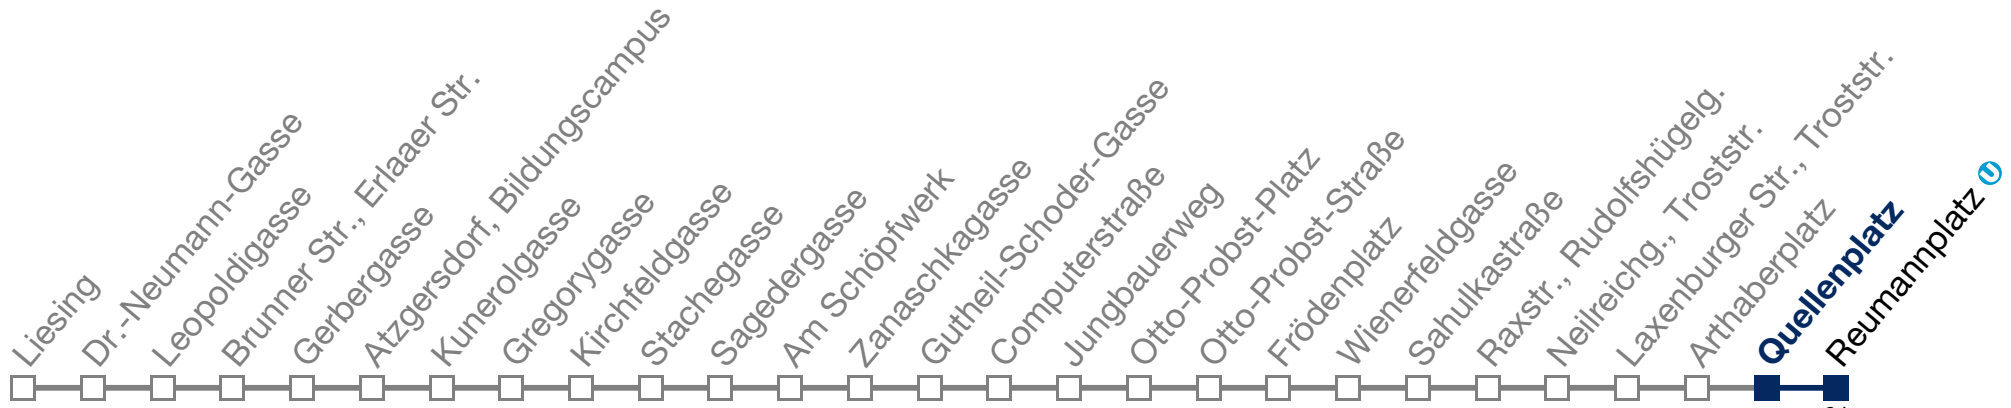 Liesing
Dr.-Neumann-Gasse
Leopoldigasse
Brunner Str., Erlaaer Str.
Gerbergasse
Atzgersdorf, Bildungscampus
Kunerolgasse
Gregorygasse
Kirchfeldgasse
Stachegasse
Sagedergasse
Am Schöpfwerk
Zanaschkagasse
Gutheil-Schoder-Gasse
Computerstraße
Jungbauerweg
Otto-Probst-Platz
Otto-Probst-Straße
Frödenplatz
Wienerfeldgasse
Sahulkastraße
Raxstr., Rudolfshügelg.
Neilreichg., Troststr.
Laxenburger Str., Troststr.
Arthaberplatz
Quellenplatz
Reumannplatz U